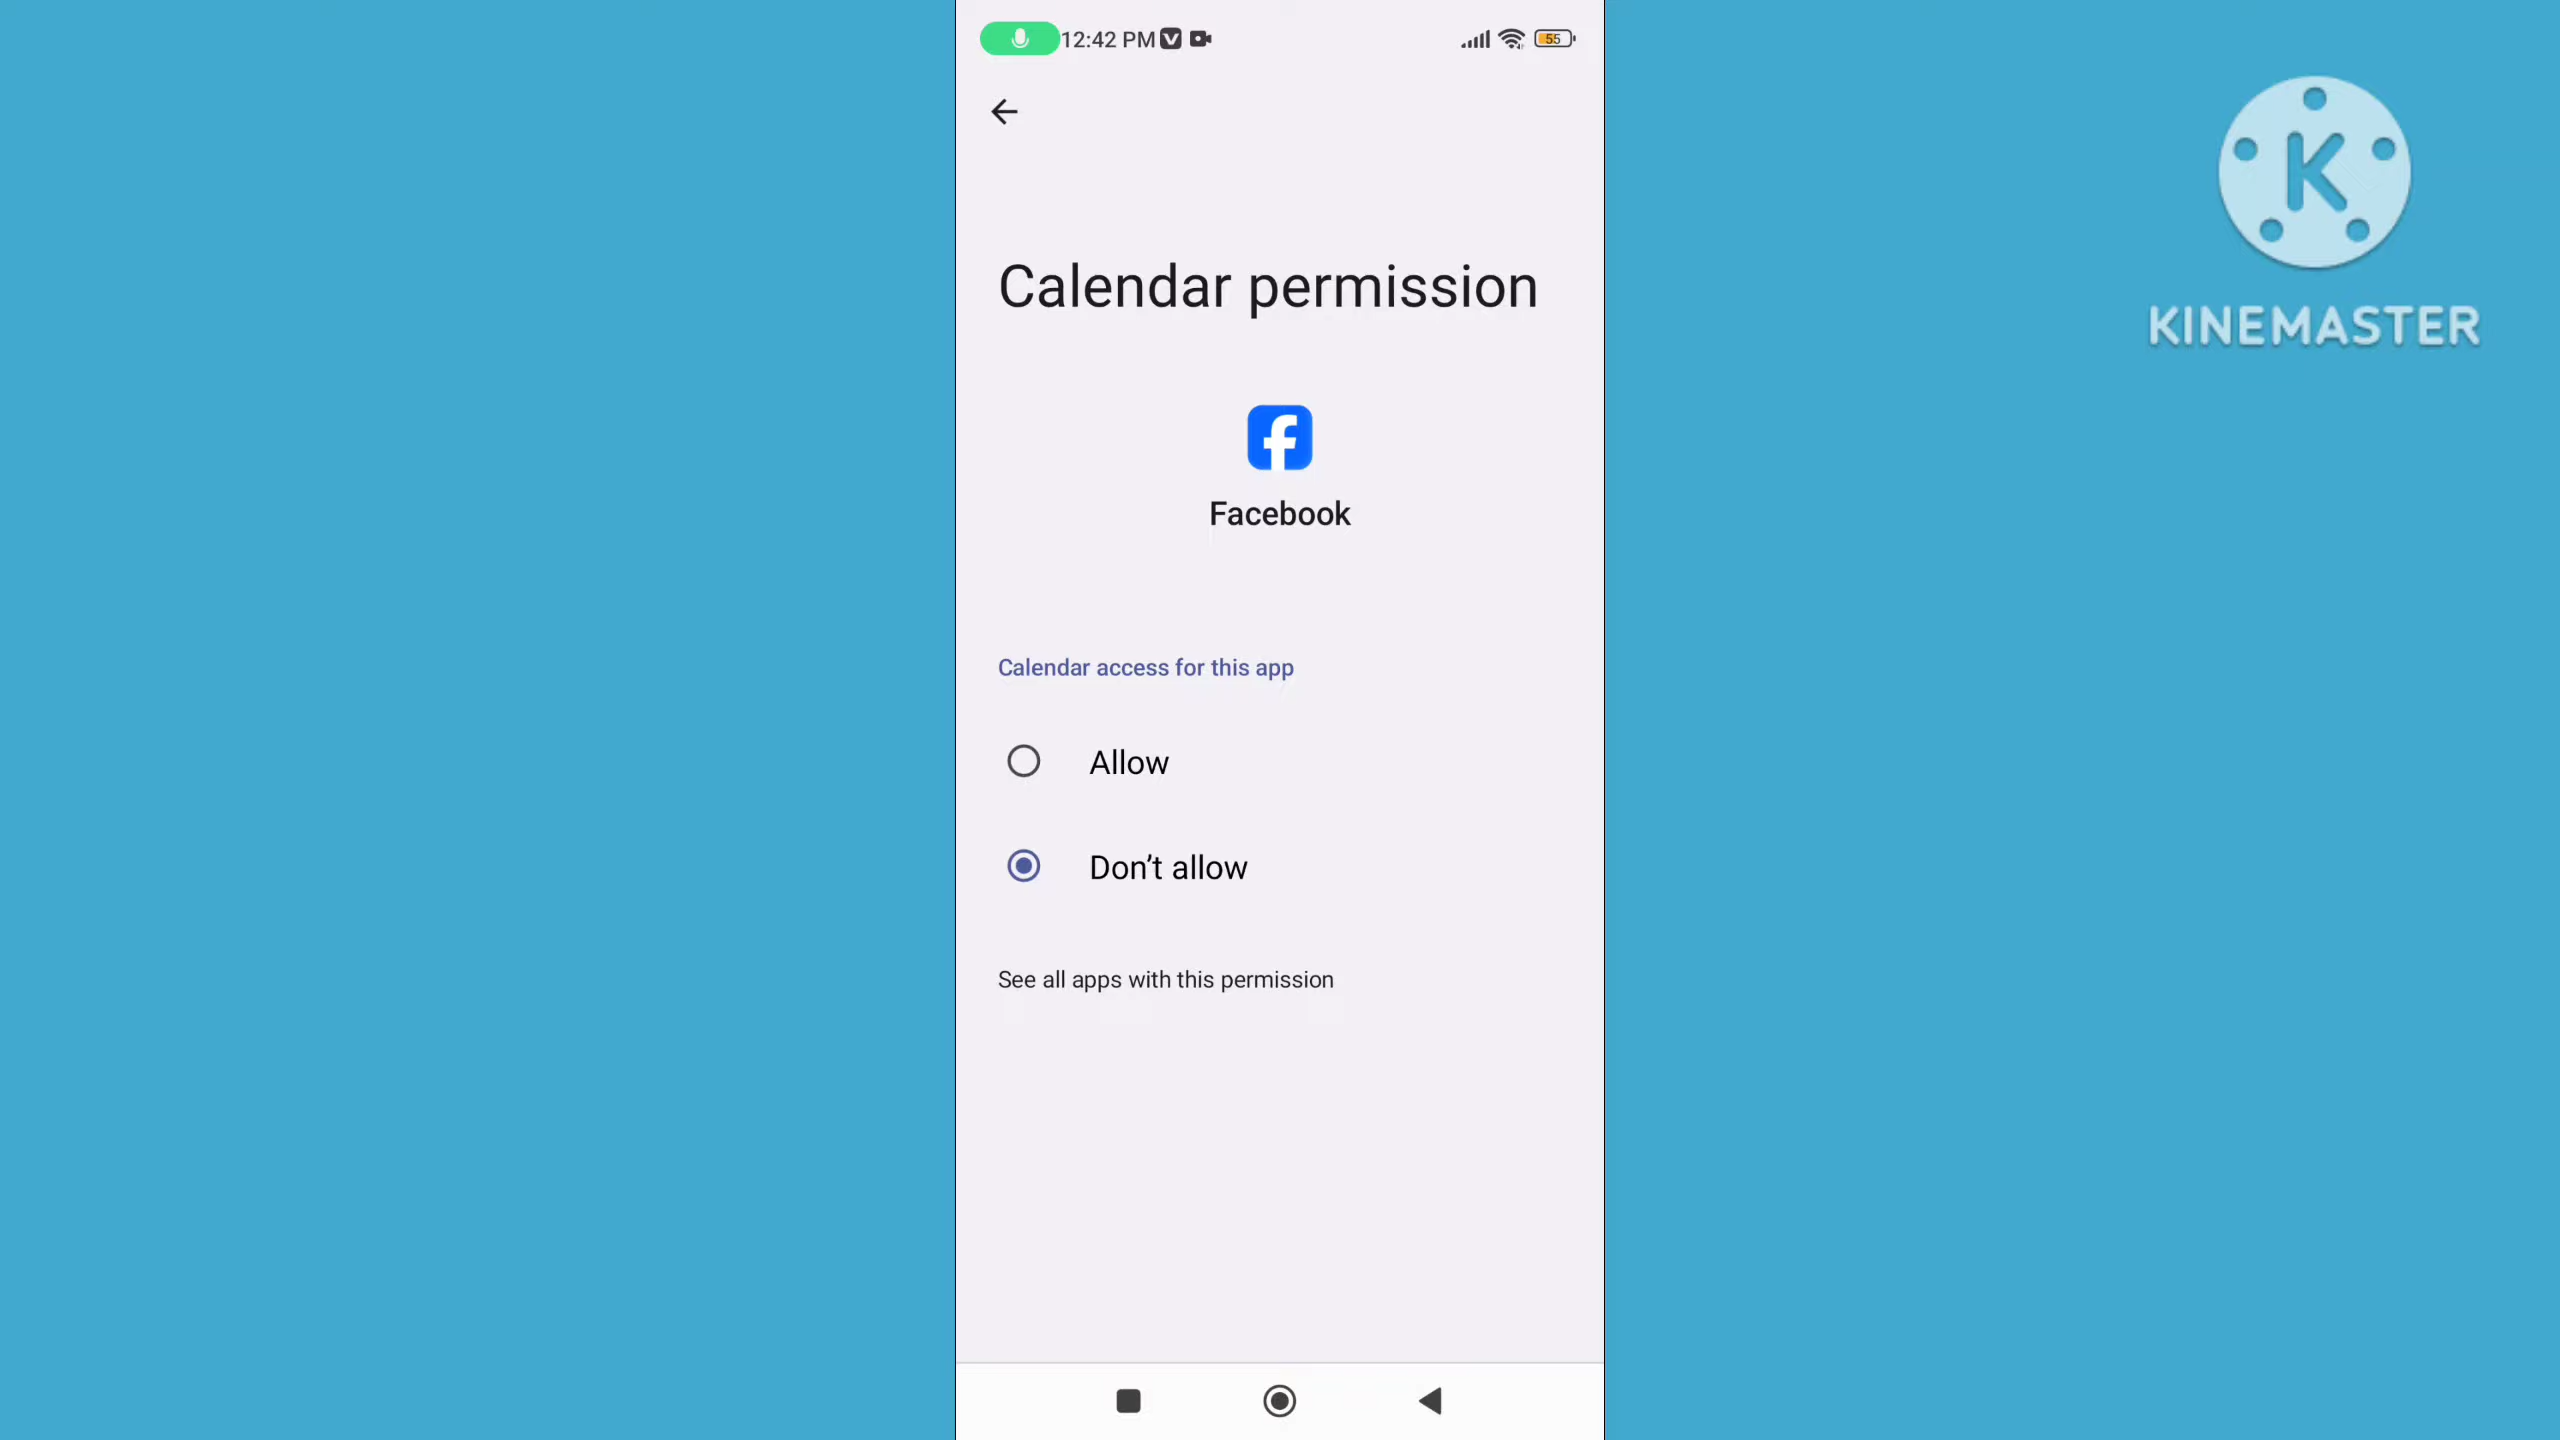 12:42 PM
55
Calendar permission
Facebook
Calendar access for this app
Allow
Don’t allow
See all apps with this permission
K
KINEMASTER